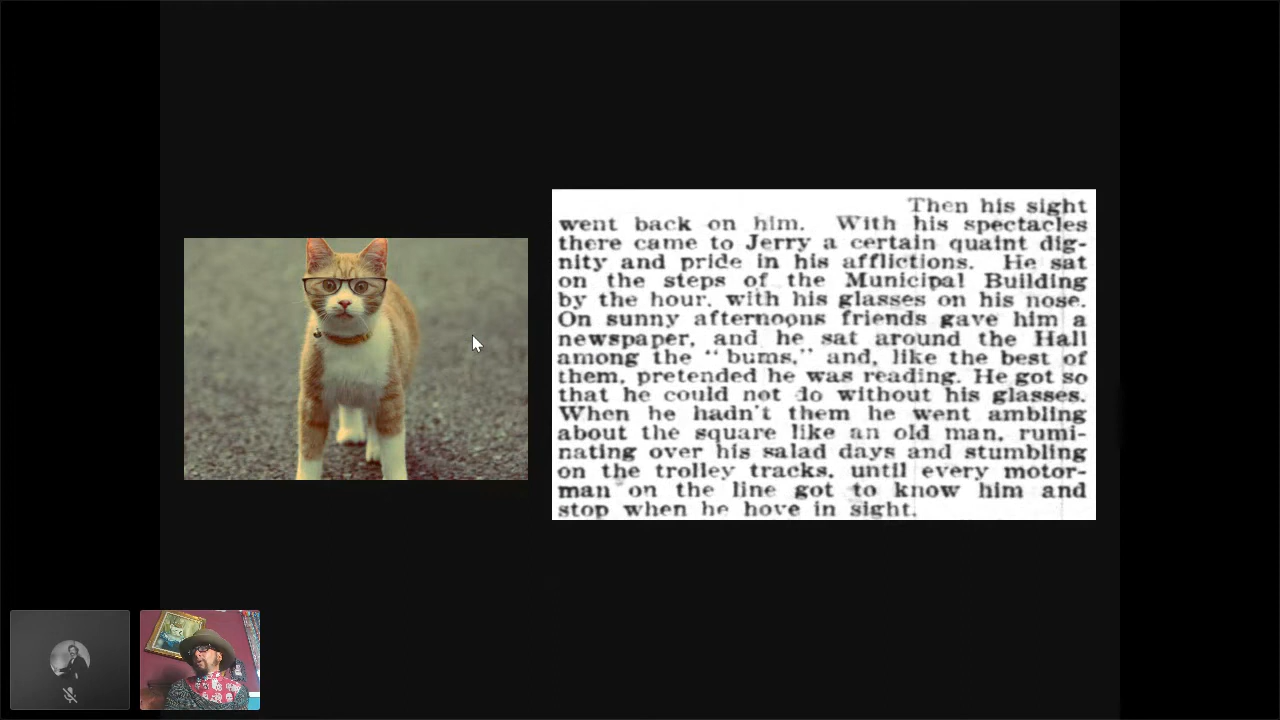 Then his sight
went back on him. With his spectacles
there came to Jerry a certain quaint dig-
nity and pride in his afflictions. He sat
on the steps of the Municipal Building
by the hour, with his glasses on his nose.
On sunny afternoons friends gave him a
newspaper, and he sat around the Hall
among the "bums," and, like the best of
them, pretended he was reading. He got so
that he could not do without his glasses.
When he hadn't them he went ambling
about the square like an old man, rumi-
nating over his salad days and stumbling
on the trolley tracks, until every motor-
man on the line got to know him and
stop when he hove in sight.